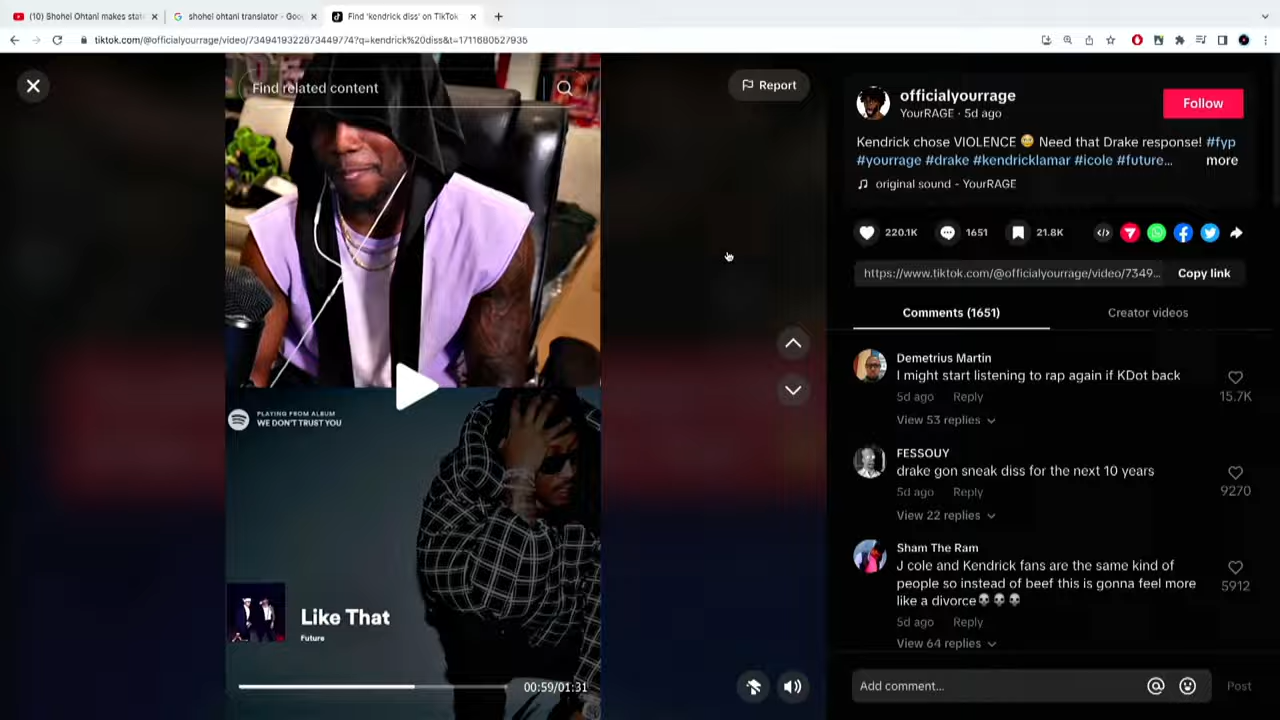 (10) Shohei Ohtani makes stat
shohei ohtani translator - Goo
Find 'kendrick diss' on TikTok
tiktok.com/@officialyourrage/video/7349419322873449774?q=kendrick%20diss&t=1711680527935
Find related content
Report
officialyourrage
YourRAGE · 5d ago
Follow
Kendrick chose VIOLENCE 😁 Need that Drake response! #fyp
#yourrage #drake #kendricklamar #jcole #future... more
original sound - YourRAGE
220.1K 1651 21.8K
https://www.tiktok.com/@officialyourrage/video/7349... Copy link
Comments (1651) Creator videos
Demetrius Martin
I might start listening to rap again if KDot back
5d ago Reply 15.7K
View 53 replies
FESSOUY
drake gon sneak diss for the next 10 years
5d ago Reply 9270
View 22 replies
Sham The Ram
J cole and Kendrick fans are the same kind of
people so instead of beef this is gonna feel more
like a divorce💀💀💀
5912
5d ago Reply
View 64 replies
Add comment... Post
PLAYING FROM ALBUM
WE DON'T TRUST YOU
Like That
Future
00:59/01:31